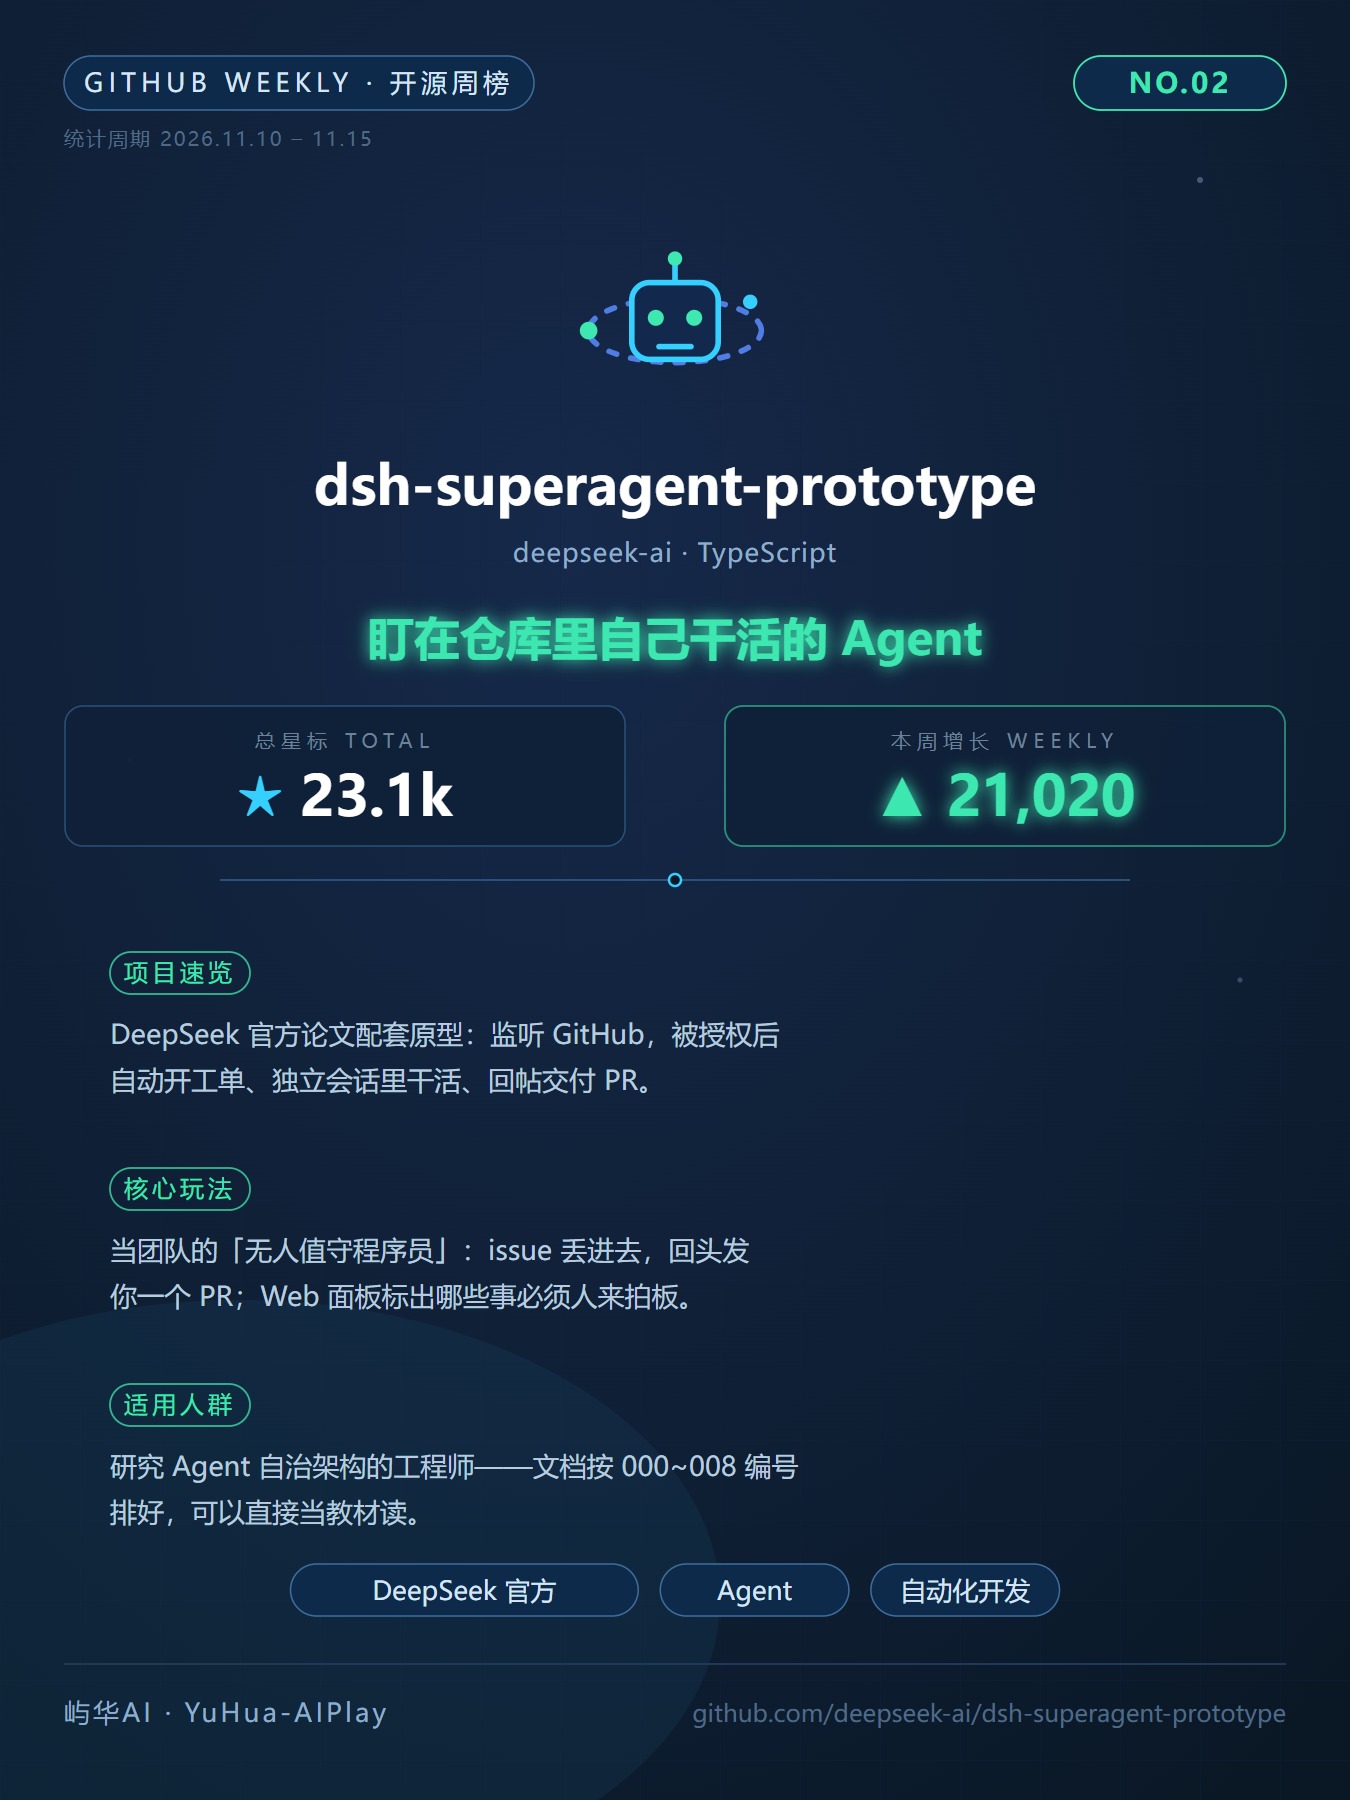 GITHUB WEEKLY · 开源周榜
NO.02
统计周期 2026.11.10 – 11.15
dsh-superagent-prototype
deepseek-ai · TypeScript
盯在仓库里自己干活的 Agent
总星标 TOTAL
★ 23.1k
本周增长 WEEKLY
▲ 21,020
项目速览
DeepSeek 官方论文配套原型：监听 GitHub，被授权后
自动开工单、独立会话里干活、回帖交付 PR。
核心玩法
当团队的「无人值守程序员」：issue 丢进去，回头发
你一个 PR；Web 面板标出哪些事必须人来拍板。
适用人群
研究 Agent 自治架构的工程师——文档按 000~008 编号
排好，可以直接当教材读。
DeepSeek 官方
Agent
自动化开发
屿华AI · YuHua-AIPlay
github.com/deepseek-ai/dsh-superagent-prototype